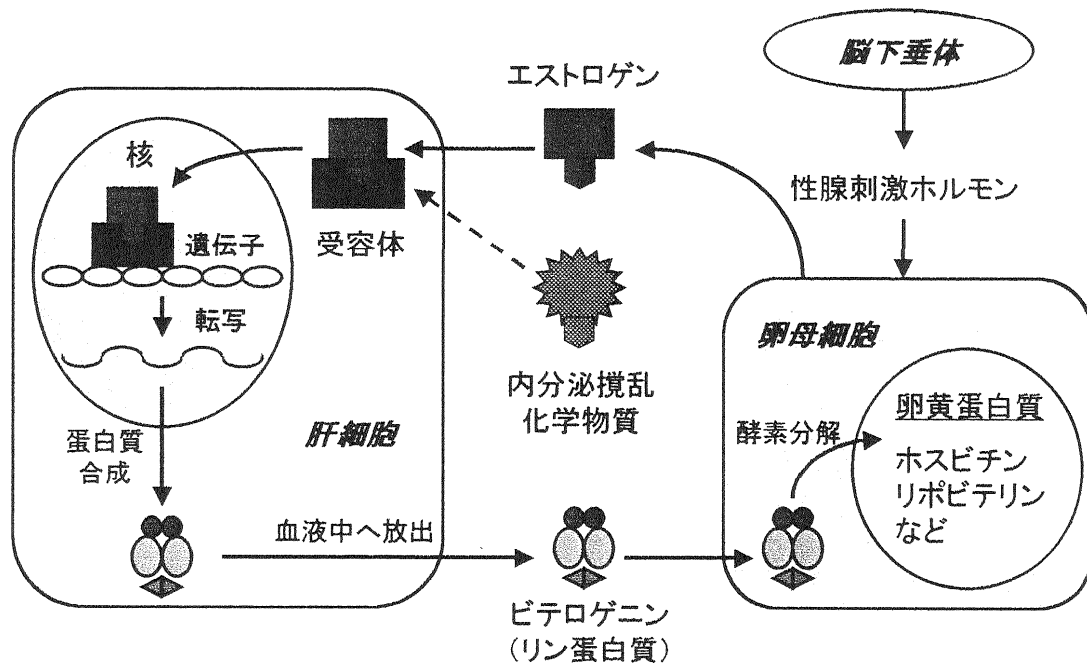 脳下垂体
エストロゲン
核
性腺刺激ホルモン
遺伝子
受容体
転写
卵母細胞
内分泌撹乱
化学物質
卵黄蛋白質
肝細胞
酵素分解
蛋白質
合成
ホスビチン
リポビテリン
など
血液中へ放出
ビテロゲニン
(リン蛋白質)